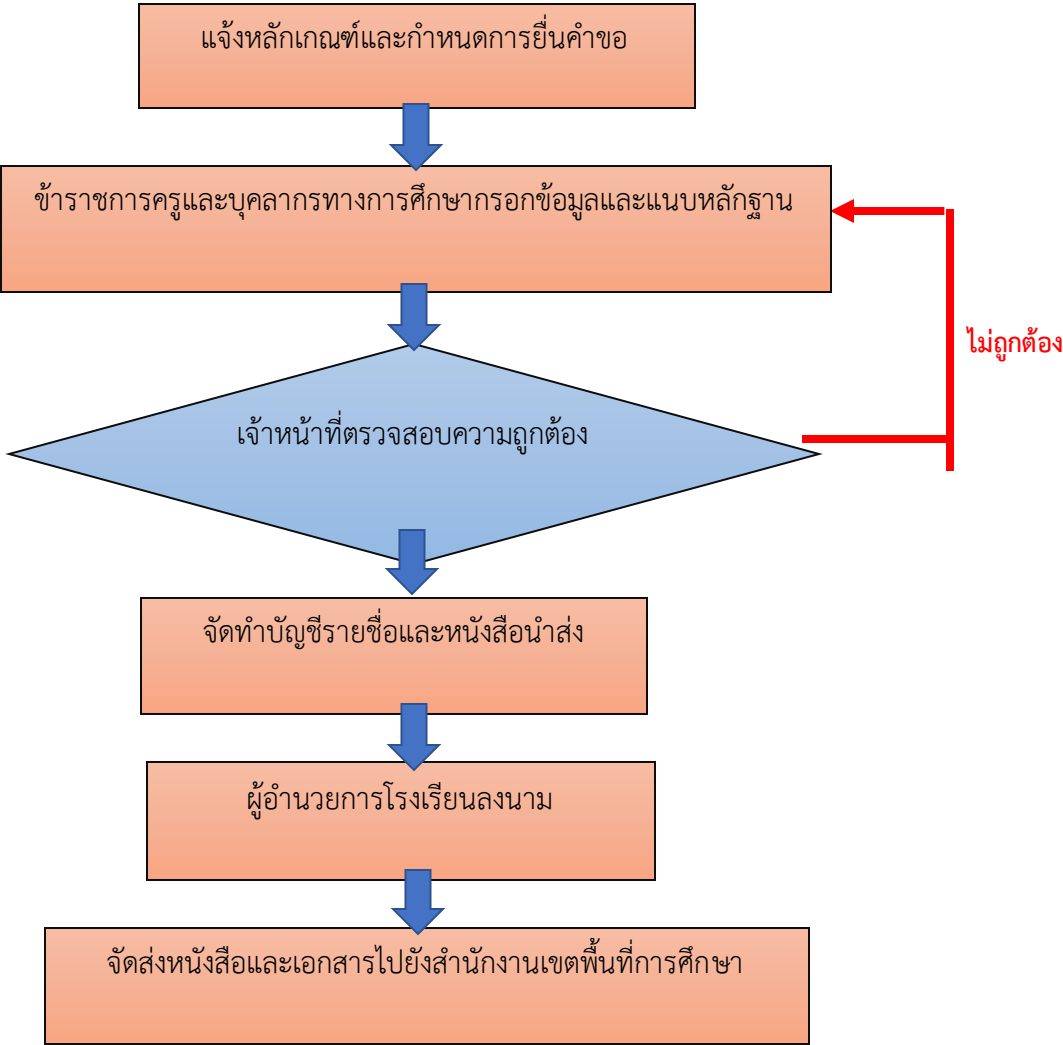 แจ้งหลักเกณฑ์และกำหนดการยื่นคำขอ
ข้าราชการครูและบุคลากรทางการศึกษากรอกข้อมูลและแนบหลักฐาน
ไม่ถูกต้อง
เจ้าหน้าที่ตรวจสอบความถูกต้อง
จัดทำบัญชีรายชื่อและหนังสือนำส่ง
ผู้อำนวยการโรงเรียนลงนาม
จัดส่งหนังสือและเอกสารไปยังสำนักงานเขตพื้นที่การศึกษา